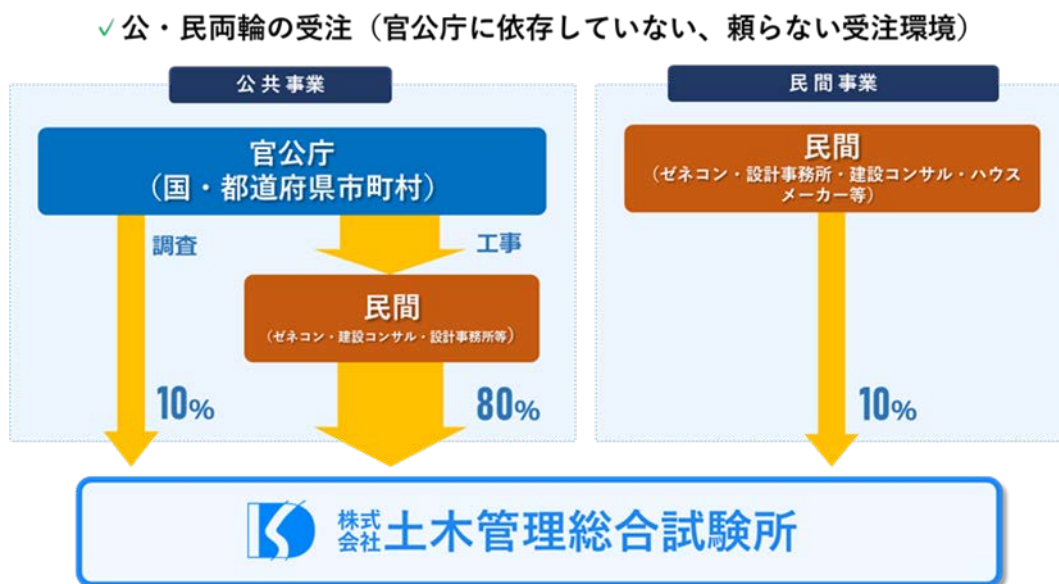 ✓公・民両輪の受注（官公庁に依存していない、頼らない受注環境）
公共事業
民間事業
官公庁
（国・都道府県市町村）
民間
（ゼネコン・設計事務所・建設コンサル・ハウス
メーカー等）
調査
工事
民間
（ゼネコン・建設コンサル・設計事務所等）
10%
80%
10%
株式
会社
土木管理総合試験所